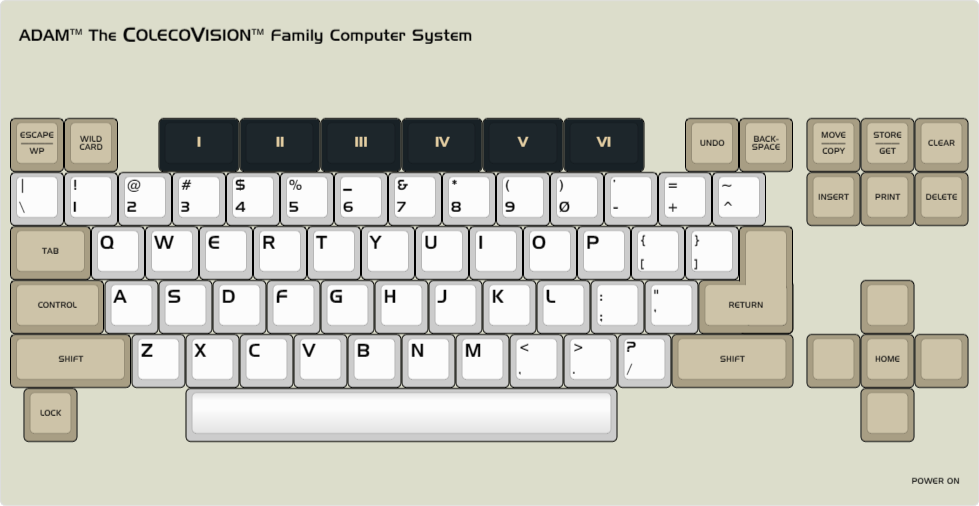 ADAM™ The COLECOVISION™ Family Computer System
ESCAPE
WP
WILD
CARD
I II III IV V VI
UNDO
BACK-
SPACE
MOVE
COPY
STORE
GET
CLEAR
| ! @ # $ % _ & * ( ) ' = ~
\ 1 2 3 4 5 6 7 8 9 Ø - + ^
INSERT PRINT DELETE
TAB Q W E R T Y U I O P { }
[ ]
CONTROL A S D F G H J K L : "
; '
RETURN
SHIFT Z X C V B N M < > ?
, . /
SHIFT
HOME
LOCK
POWER ON